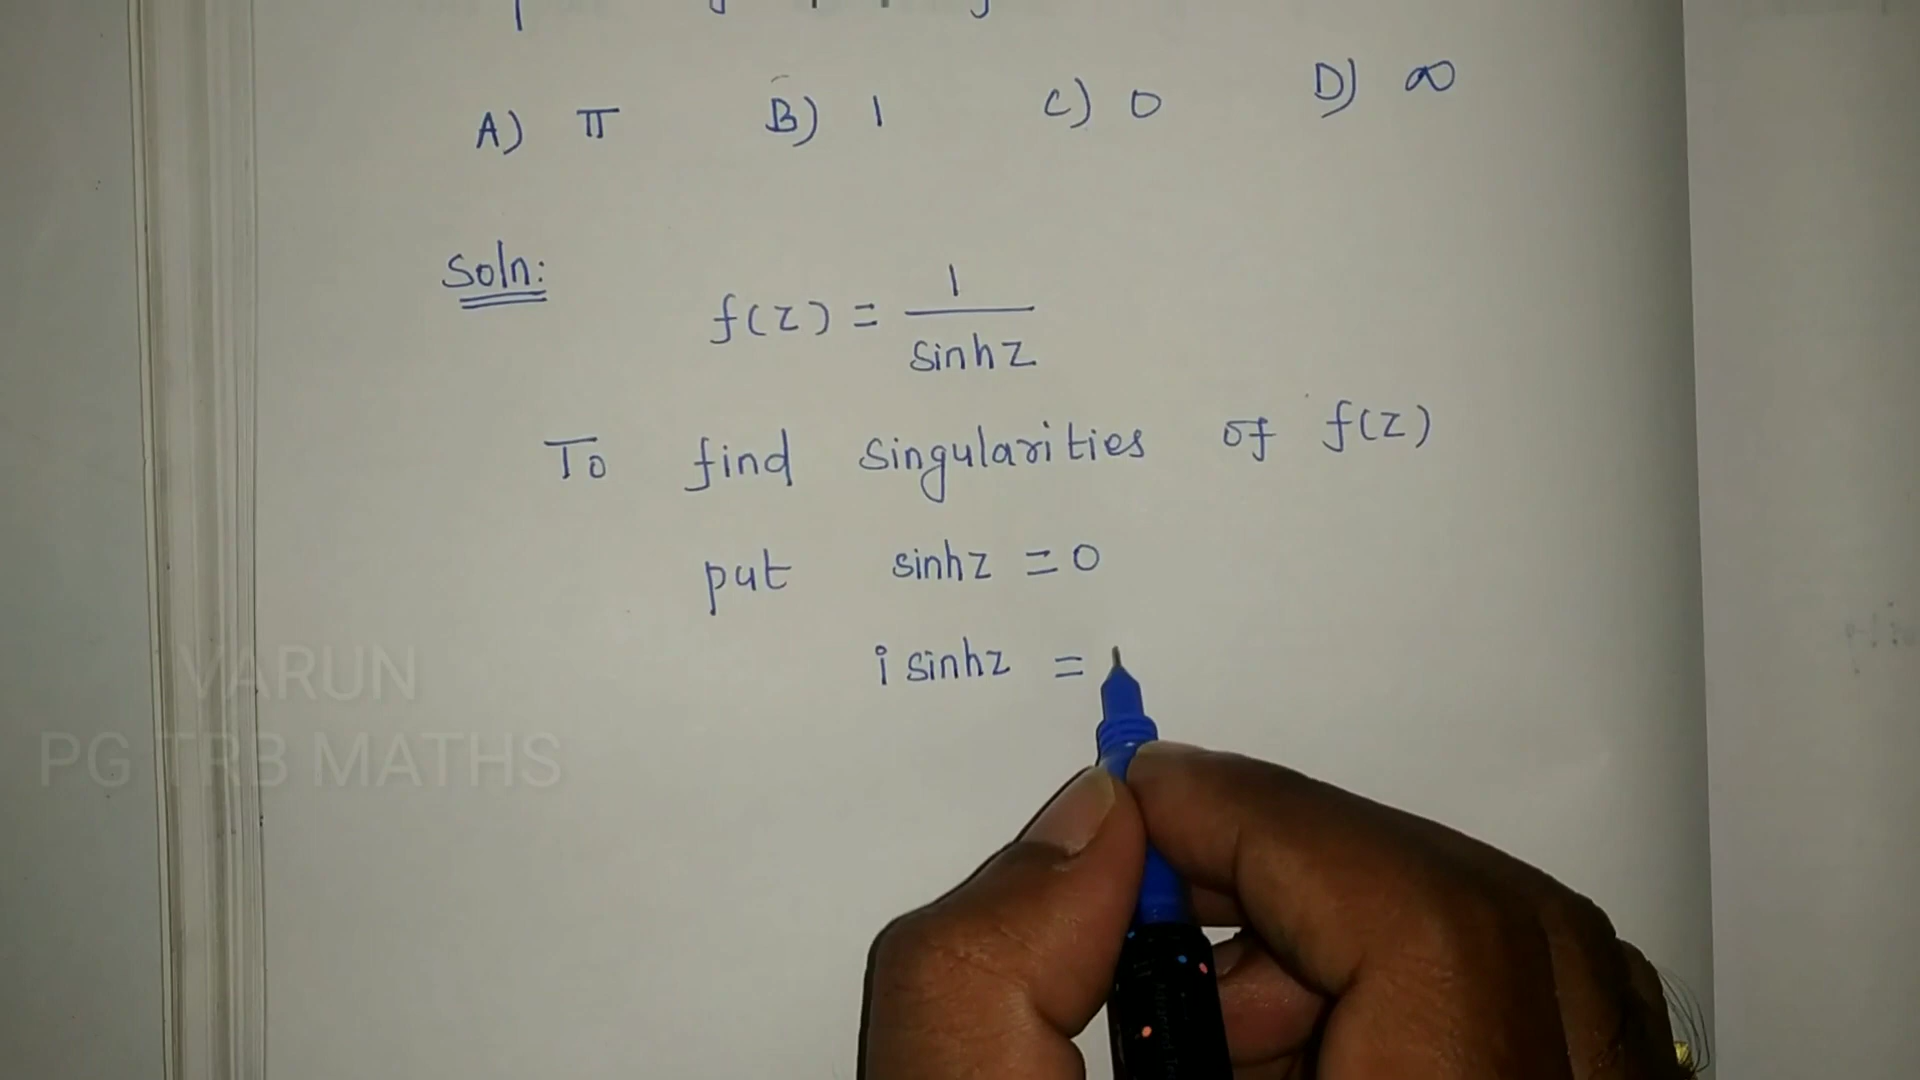 A) π B) 1 C) 0 D) ∞
Soln:
f(z) = 1 / sinhz
To find singularities of f(z)
put sinhz = 0
i sinhz =
VARUN
PG TRB MATHS